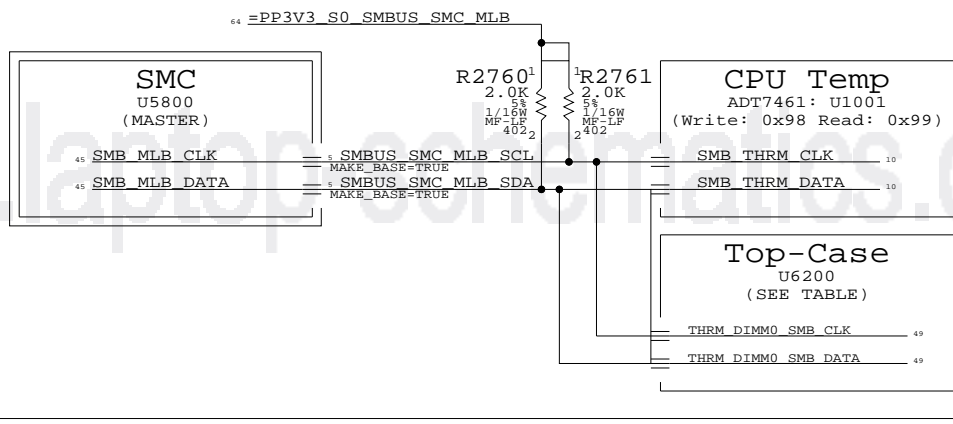 64 =PP3V3_S0_SMBUS_SMC_MLB
SMC
U5800
(MASTER)
R2760
2.0K
5%
1/16W
MF-LF
402
1
2
R2761
2.0K
5%
1/16W
MF-LF
402
1
2
CPU Temp
ADT7461: U1001
(Write: 0x98 Read: 0x99)
45 SMB_MLB_CLK
5 SMBUS_SMC_MLB_SCL
MAKE_BASE=TRUE
SMB_THRM_CLK 10
45 SMB_MLB_DATA
5 SMBUS_SMC_MLB_SDA
MAKE_BASE=TRUE
SMB_THRM_DATA 10
.laptop-schematics.
Top-Case
U6200
(SEE TABLE)
THRM_DIMM0_SMB_CLK 49
THRM_DIMM0_SMB_DATA 49